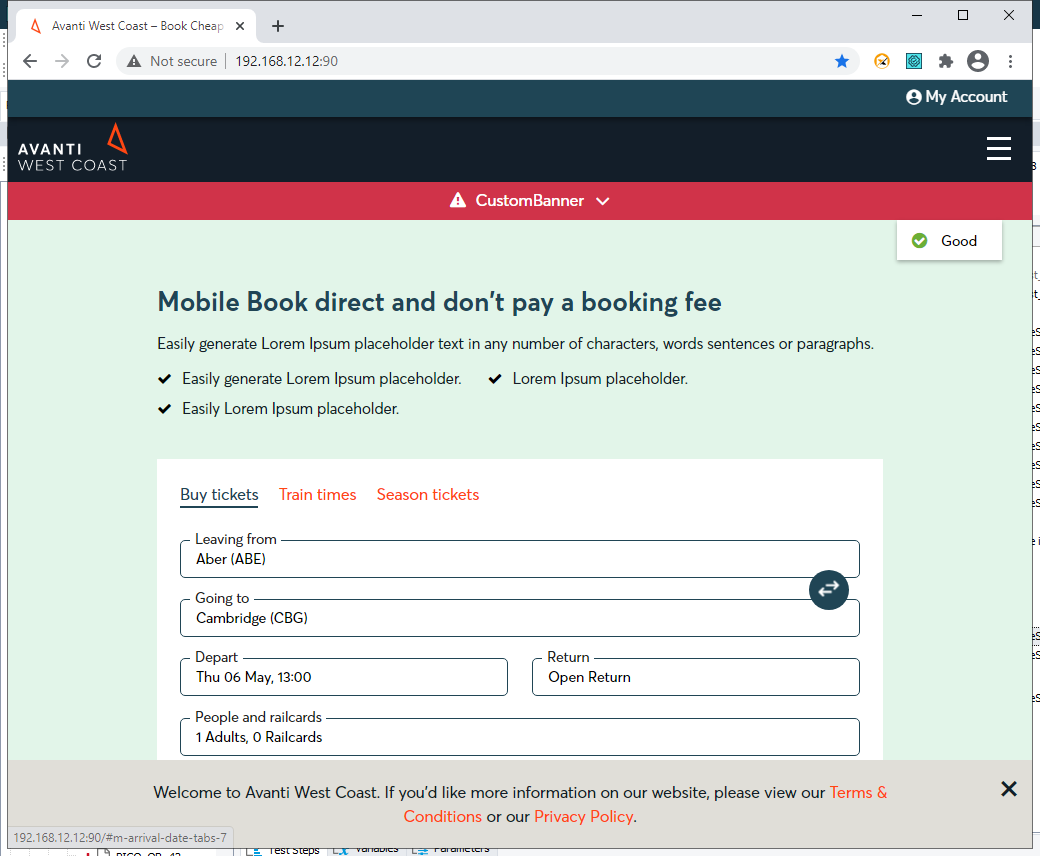 Avanti West Coast – Book Cheap
Not secure
192.168.12.12:90
My Account
AVANTI
WEST COAST
CustomBanner
Good
Mobile Book direct and don't pay a booking fee
Easily generate Lorem Ipsum placeholder text in any number of characters, words sentences or paragraphs.
Easily generate Lorem Ipsum placeholder. Lorem Ipsum placeholder.
Easily Lorem Ipsum placeholder.
Buy tickets Train times Season tickets
Leaving from
Aber (ABE)
Going to
Cambridge (CBG)
Depart Return
Thu 06 May, 13:00 Open Return
People and railcards
1 Adults, 0 Railcards
Welcome to Avanti West Coast. If you'd like more information on our website, please view our Terms &
Conditions or our Privacy Policy.
192.168.12.12:90/#m-arrival-date-tabs-7
Test Steps Variables Parameters